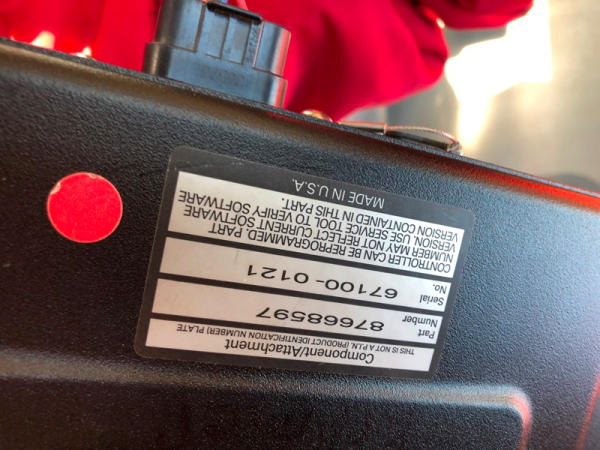 Component/Attachment
THIS IS NOT A P.I.N. (PRODUCT IDENTIFICATION NUMBER) PLATE
Part Number 87668597
Serial No. 67100-0121
CONTROLLER CAN BE REPROGRAMMED. PART
NUMBER MAY NOT REFLECT CURRENT SOFTWARE
VERSION. USE SERVICE TOOL TO VERIFY SOFTWARE
VERSION CONTAINED IN THIS PART.
MADE IN U.S.A.